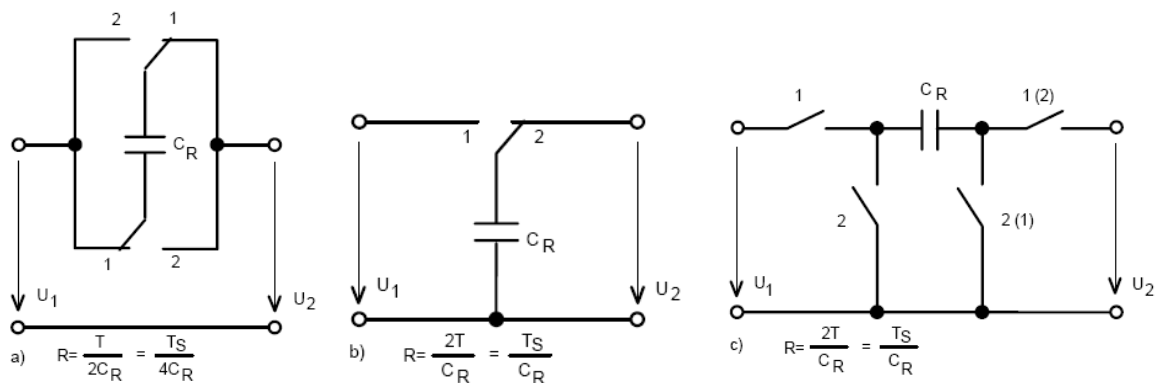 2 1
C R
1 2
U 1
U 2
a) R= T/2C R = T S/4C R
1 2
C R
U 1
U 2
b) R= 2T/C R = T S/C R
1 C R 1 (2)
2 2 (1)
U 1
U 2
c) R= 2T/C R = T S/C R